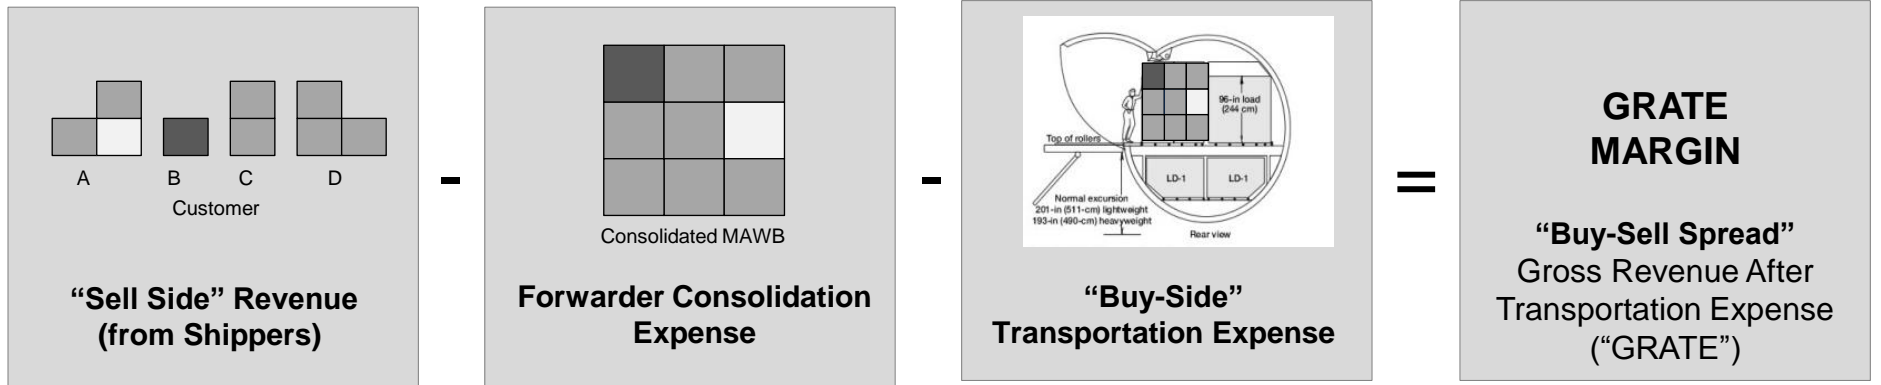 A B C D
Customer
“Sell Side” Revenue
(from Shippers)
-
Consolidated MAWB
Forwarder Consolidation
Expense
-
96-in load
(244 cm)
Top of rollers
LD-1 LD-1
Normal excursion
201-in (511-cm) lightweight
193-in (490-cm) heavyweight
Rear view
“Buy-Side”
Transportation Expense
=
GRATE
MARGIN
“Buy-Sell Spread”
Gross Revenue After
Transportation Expense
(“GRATE”)